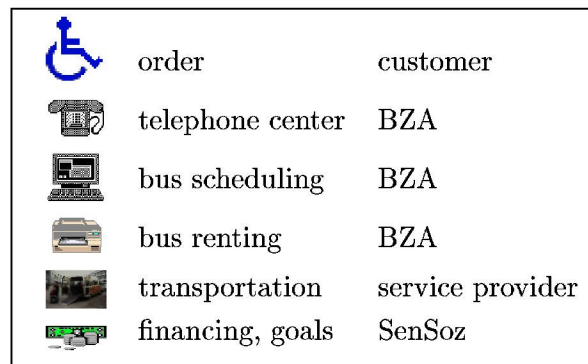 order customer
telephone center BZA
bus scheduling BZA
bus renting BZA
transportation service provider
financing, goals SenSoz